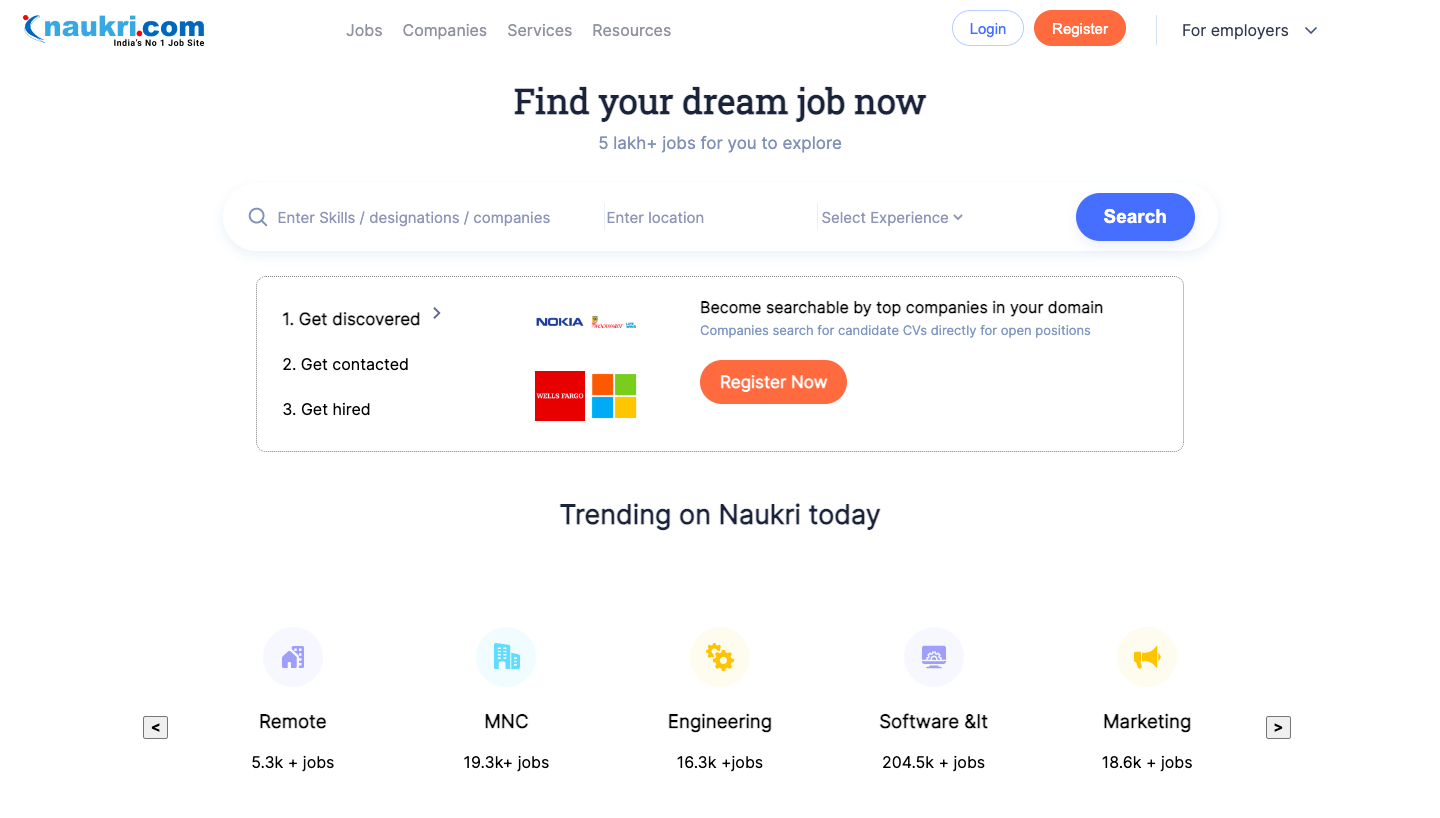 naukri.com
India's No 1 Job Site
Jobs Companies Services Resources
Login Register For employers
Find your dream job now
5 lakh+ jobs for you to explore
Enter Skills / designations / companies Enter location Select Experience Search
1. Get discovered
2. Get contacted
3. Get hired
NOKIA
WELLS FARGO
Become searchable by top companies in your domain
Companies search for candidate CVs directly for open positions
Register Now
Trending on Naukri today
< Remote MNC Engineering Software &It Marketing >
5.3k + jobs 19.3k+ jobs 16.3k +jobs 204.5k + jobs 18.6k + jobs